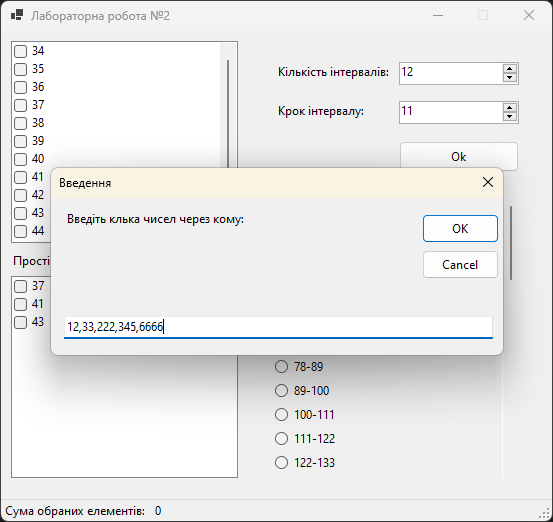 Лабораторна робота №2
34
35
36
37
38
39
40
41
42
43
44
Кількість інтервалів:
12
Крок інтервалу:
11
Ok
Введення
Введіть клька чисел через кому:
OK
Cancel
12,33,222,345,6666
Прості
37
41
43
78-89
89-100
100-111
111-122
122-133
Сума обраних елементів: 0